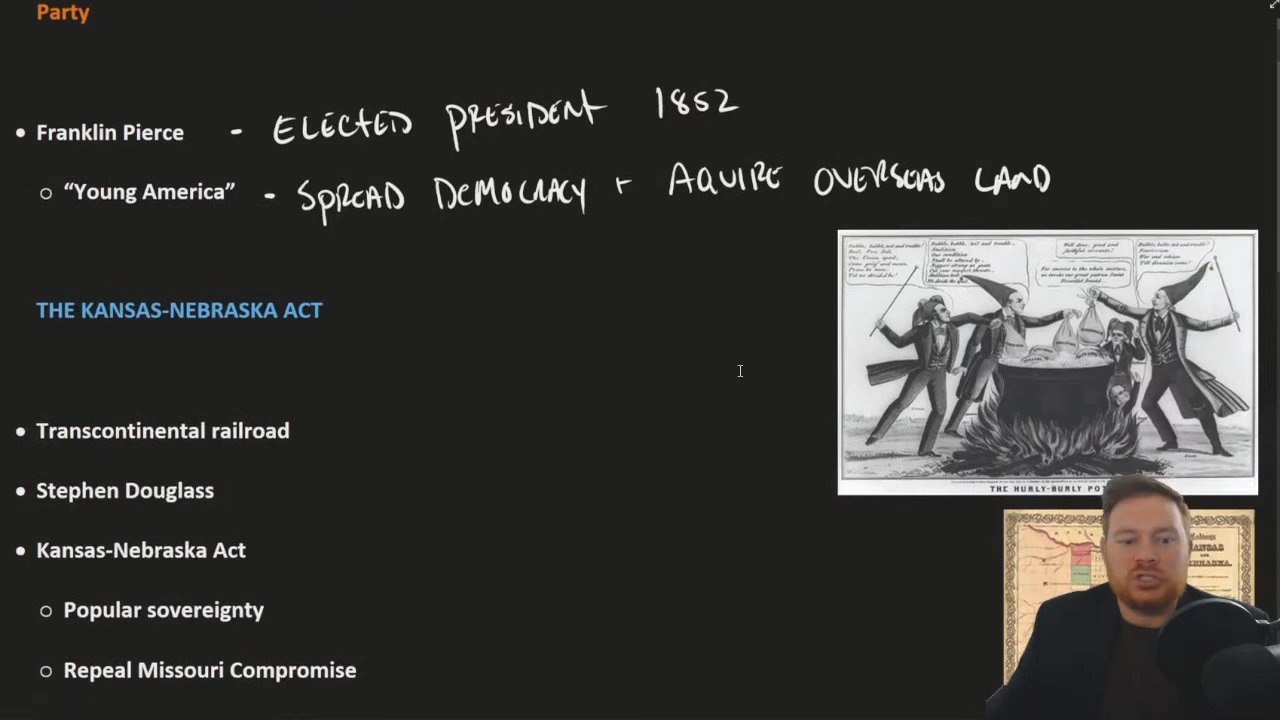 Party
• Franklin Pierce - ELECTED PRESIDENT 1852
○ “Young America” - SPREAD DEMOCRACY + AQUIRE OVERSEAS LAND
THE KANSAS-NEBRASKA ACT
THE HURLY-BURLY POT
• Transcontinental railroad
• Stephen Douglass
• Kansas-Nebraska Act
○ Popular sovereignty
○ Repeal Missouri Compromise